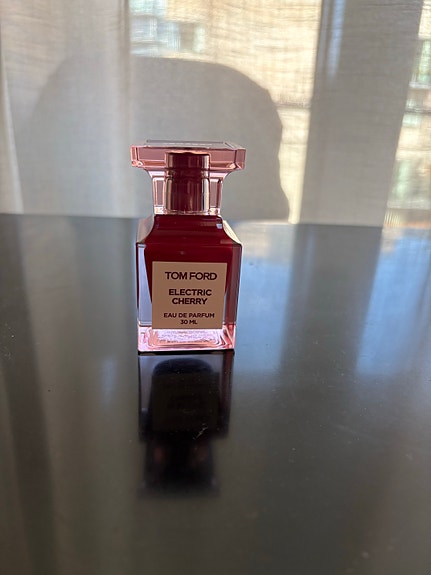 TOM FORD
ELECTRIC
CHERRY
EAU DE PARFUM
30 ML